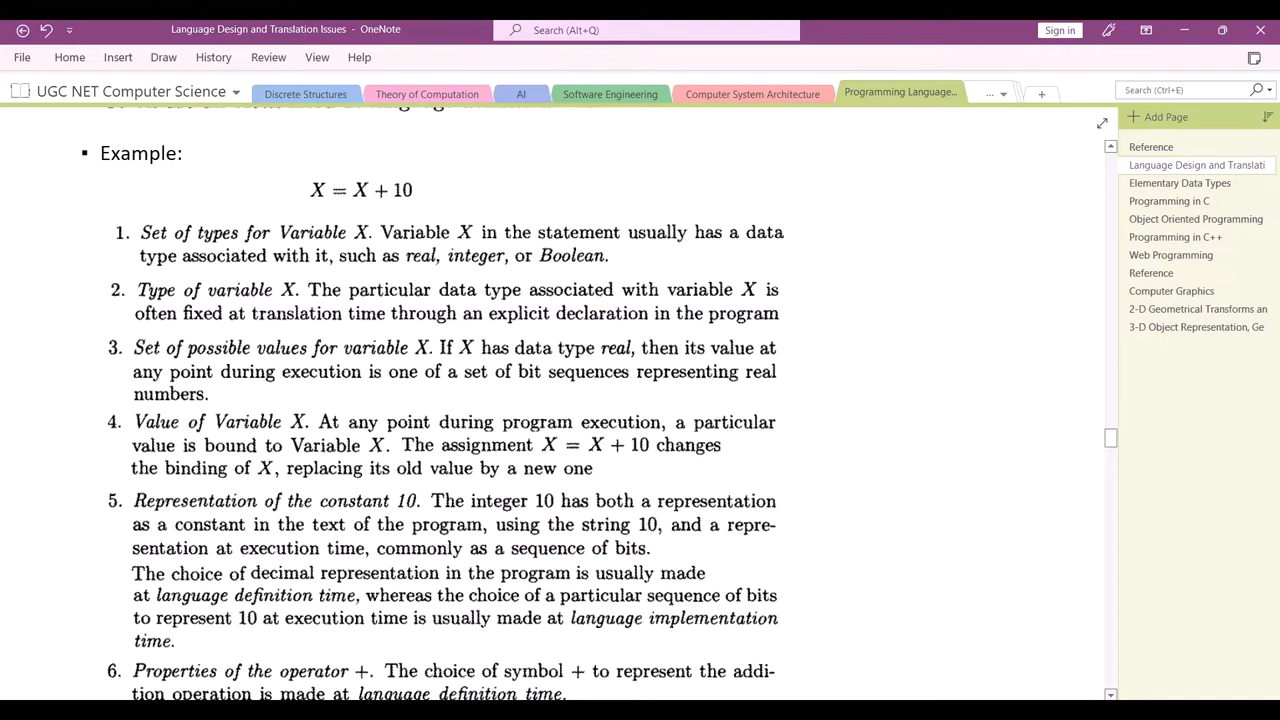 Language Design and Translation Issues - OneNote
Search (Alt+Q)
Sign in
File Home Insert Draw History Review View Help
UGC NET Computer Science
Discrete Structures
Theory of Computation
AI
Software Engineering
Computer System Architecture
Programming Language...
...
Search (Ctrl+E)
Add Page
Reference
Language Design and Translati
Elementary Data Types
Programming in C
Object Oriented Programming
Programming in C++
Web Programming
Reference
Computer Graphics
2-D Geometrical Transforms an
3-D Object Representation, Ge
▪ Example:
X = X + 10
1. Set of types for Variable X. Variable X in the statement usually has a data
type associated with it, such as real, integer, or Boolean.
2. Type of variable X. The particular data type associated with variable X is
often fixed at translation time through an explicit declaration in the program
3. Set of possible values for variable X. If X has data type real, then its value at
any point during execution is one of a set of bit sequences representing real
numbers.
4. Value of Variable X. At any point during program execution, a particular
value is bound to Variable X. The assignment X = X + 10 changes
the binding of X, replacing its old value by a new one
5. Representation of the constant 10. The integer 10 has both a representation
as a constant in the text of the program, using the string 10, and a repre-
sentation at execution time, commonly as a sequence of bits.
The choice of decimal representation in the program is usually made
at language definition time, whereas the choice of a particular sequence of bits
to represent 10 at execution time is usually made at language implementation
time.
6. Properties of the operator +. The choice of symbol + to represent the addi-
tion operation is made at language definition time.